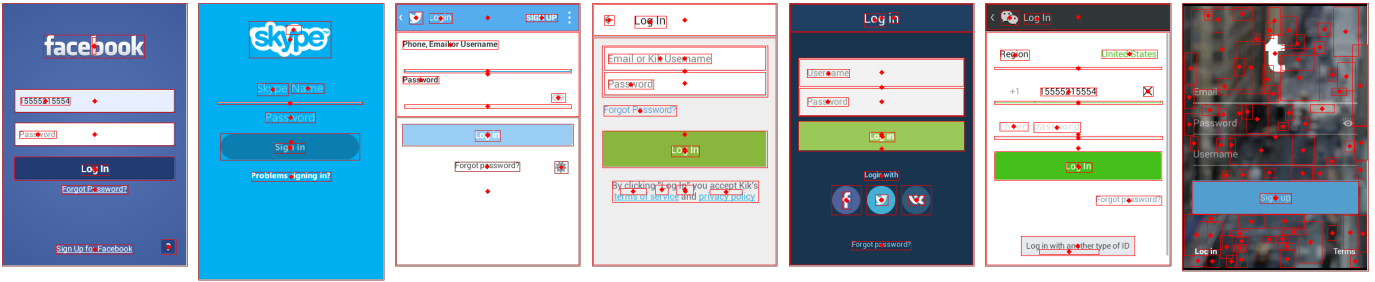 facebook
15555215554
Password
Log In
Forgot Password?
Sign Up for Facebook
?
skype
Skype Name
Password
Sign in
Problems signing in?
Log in
SIGN UP
Phone, Email or Username
Password
Log in
Forgot password?
Log In
Email or Kik Username
Password
Forgot Password?
Log In
By clicking "Log In" you accept Kik's
terms of service and privacy policy
Log in
Username
Password
Log in
Login with
Forgot password?
Log In
Region
United States
+1
15555215554
password
Log In
Forgot password?
Log in with another type of ID
t
Email
Password
Username
Sign up
Log in
Terms